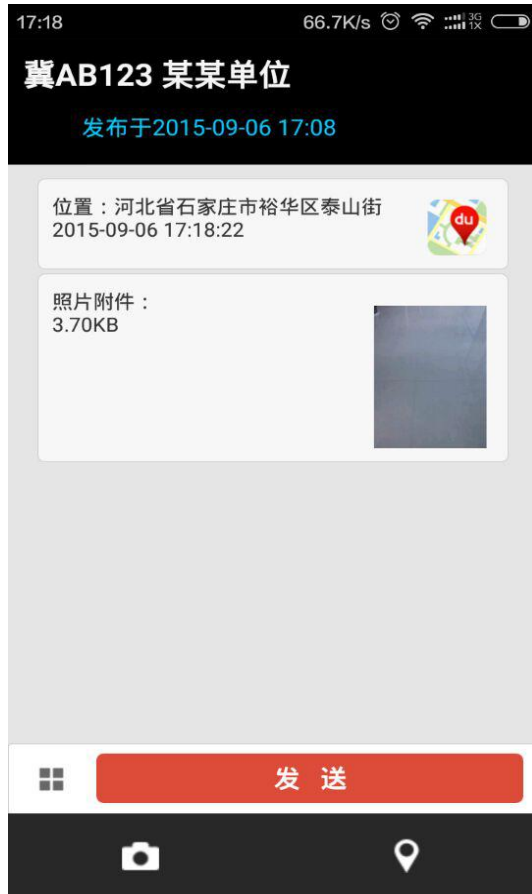 17:18 66.7K/s 3G 1X
冀AB123 某某单位
发布于2015-09-06 17:08
位置：河北省石家庄市裕华区泰山街
2015-09-06 17:18:22
du
照片附件：
3.70KB
发 送